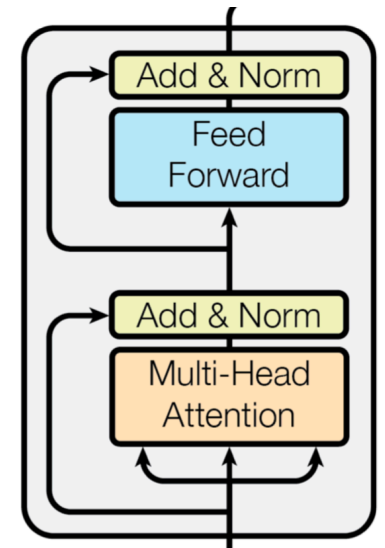 Add & Norm
Feed
Forward
Add & Norm
Multi-Head
Attention